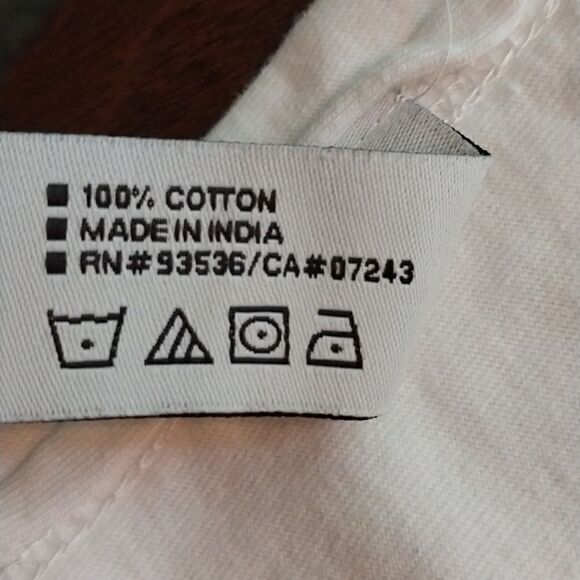 100% COTTON
MADE IN INDIA
RN#93536/CA#07243